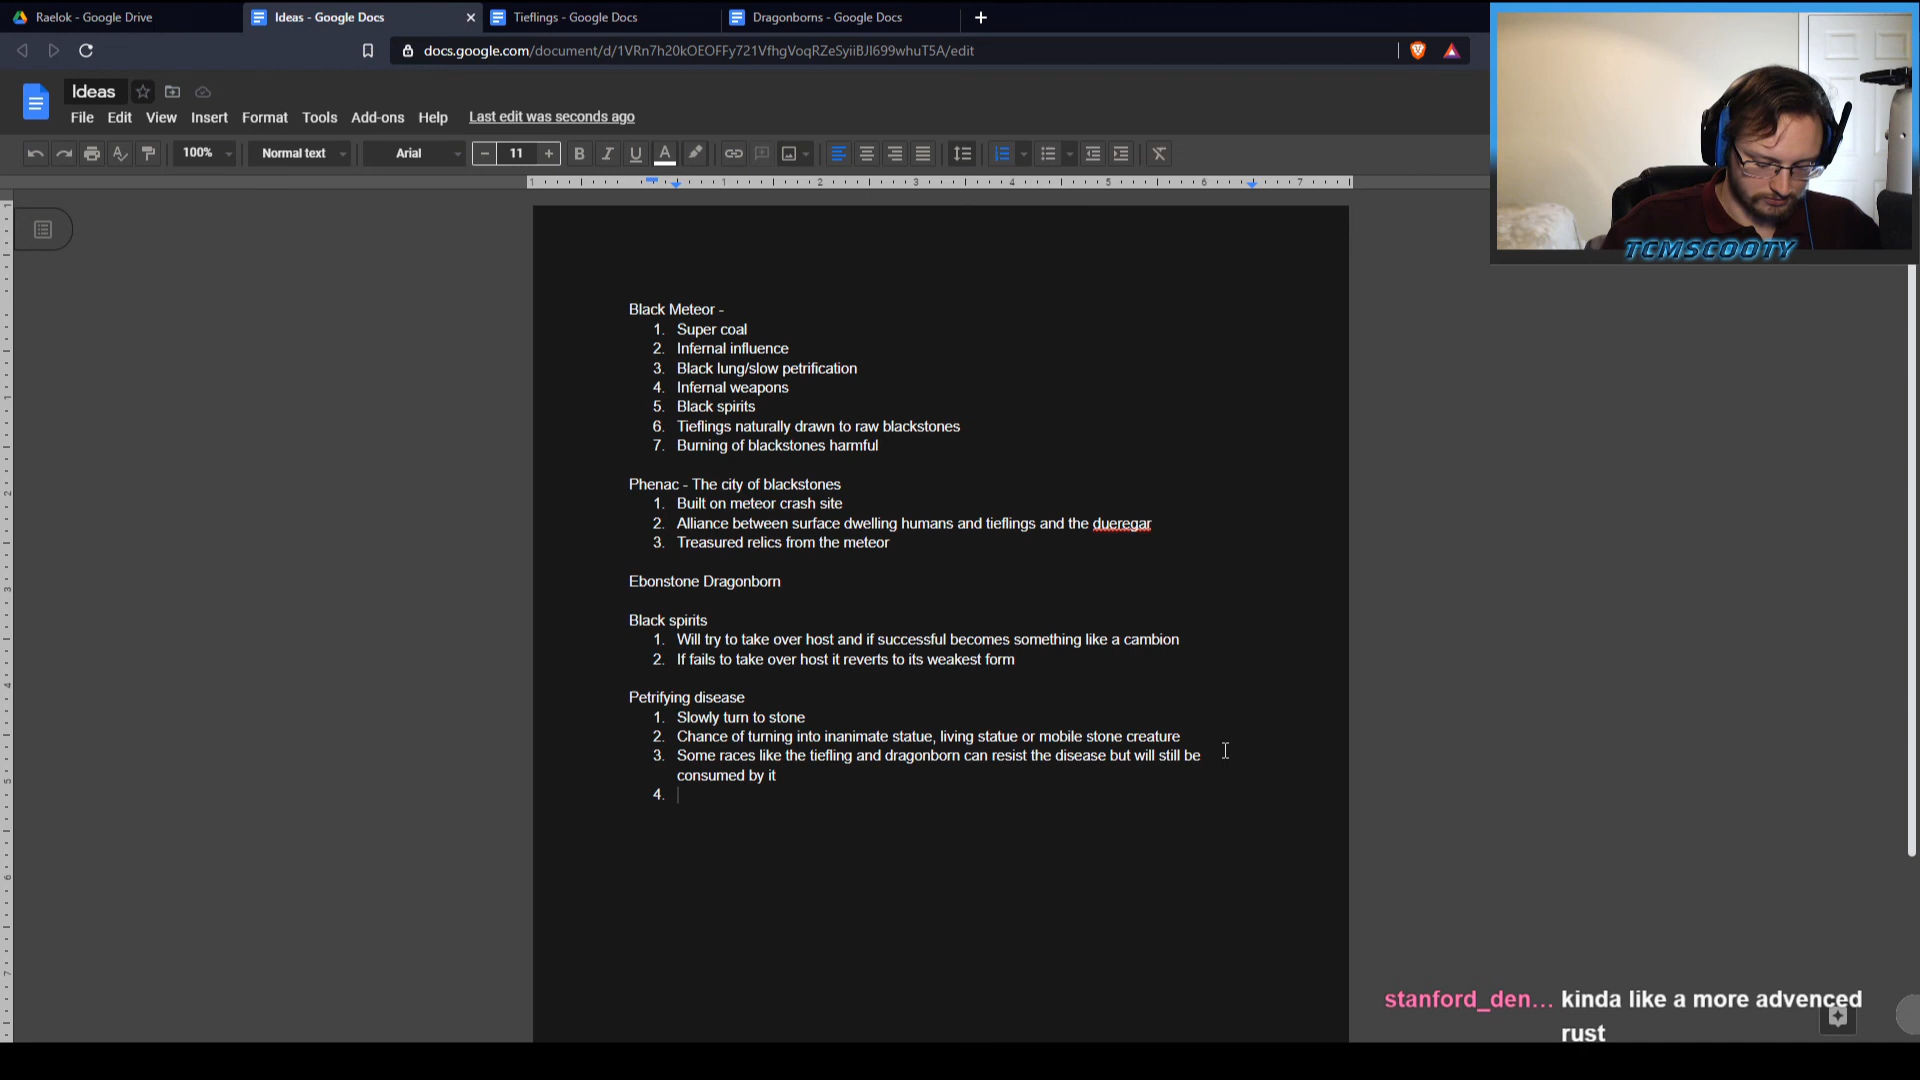 Raelok - Google Drive
Ideas - Google Docs
Tieflings - Google Docs
Dragonborns - Google Docs
docs.google.com/document/d/1VRn7h20kOEOFFy721VfhgVoqRZeSyiiBJl699whuT5A/edit
Ideas
File Edit View Insert Format Tools Add-ons Help Last edit was seconds ago
100% Normal text Arial 11 B I U A
1 1 2 3 4 5 6 7
Black Meteor -
1. Super coal
2. Infernal influence
3. Black lung/slow petrification
4. Infernal weapons
5. Black spirits
6. Tieflings naturally drawn to raw blackstones
7. Burning of blackstones harmful
Phenac - The city of blackstones
1. Built on meteor crash site
2. Alliance between surface dwelling humans and tieflings and the dueregar
3. Treasured relics from the meteor
Ebonstone Dragonborn
Black spirits
1. Will try to take over host and if successful becomes something like a cambion
2. If fails to take over host it reverts to its weakest form
Petrifying disease
1. Slowly turn to stone
2. Chance of turning into inanimate statue, living statue or mobile stone creature
3. Some races like the tiefling and dragonborn can resist the disease but will still be
consumed by it
4.
TCMSCOOTY
stanford_den... kinda like a more advenced
rust